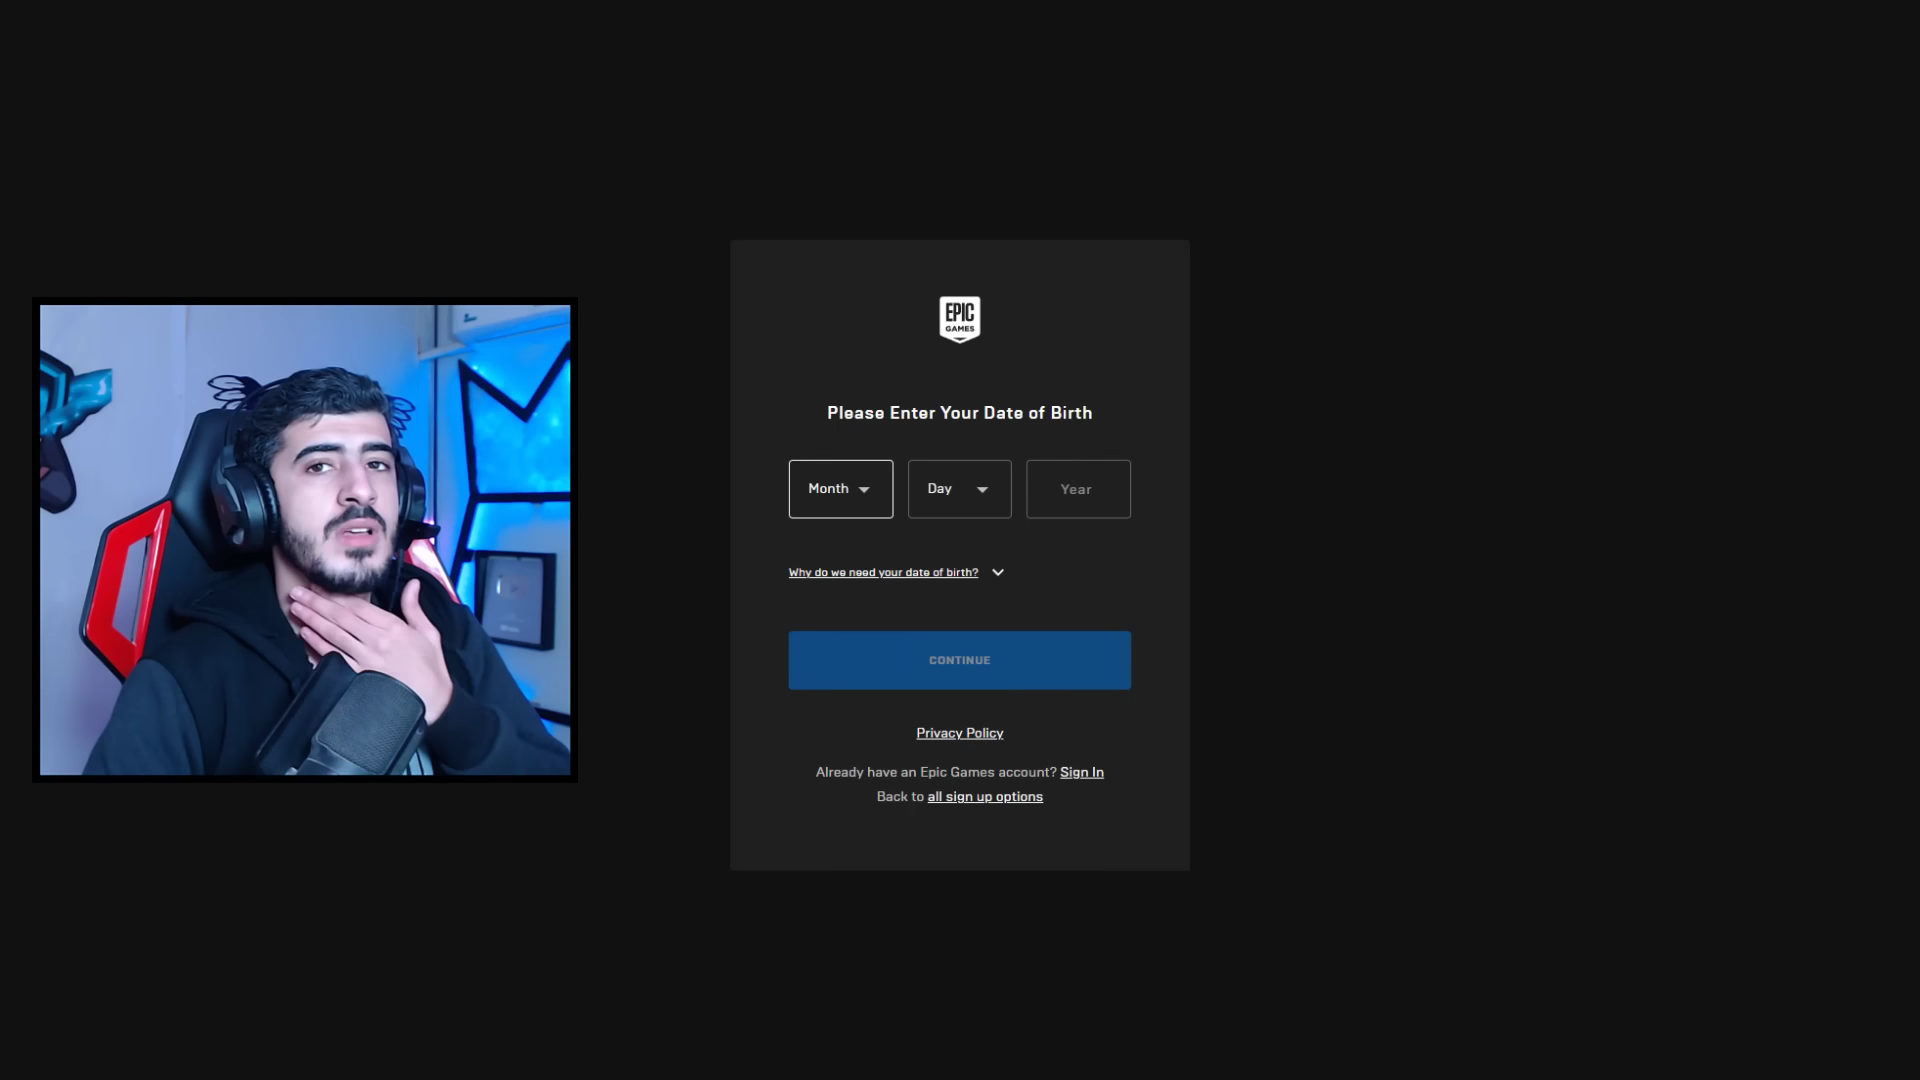 EPIC
GAMES
Please Enter Your Date of Birth
Month
Day
Year
Why do we need your date of birth?
CONTINUE
Privacy Policy
Already have an Epic Games account? Sign In
Back to all sign up options